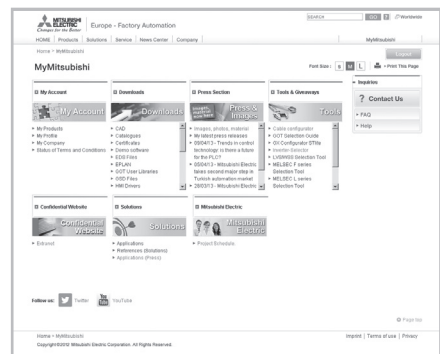 MITSUBISHI
ELECTRIC
Changes for the Better
Europe - Factory Automation
SEARCH
GO
?
Worldwide
HOME | Products | Solutions | Service | News Center | Company
MyMitsubishi
Home > MyMitsubishi
Logout
MyMitsubishi
Font Size : S M L
Print This Page
My Account
My Account
My Products
My Profile
My Company
Status of Terms and Conditions
Downloads
Downloads
CAD
Catalogues
Certificates
Demo software
EDS Files
EPLAN
GOT User Libraries
GSD Files
HMI Drivers
Press Section
Press &
Images
Images, photos, material
My latest press releases
05/04/13 - Trends in control
technology is there a future
for the PLC?
09/04/13 - Mitsubishi Electric
takes second major step in
Turkish automation market
28/03/13 - Mitsubishi Electric
Tools & Giveaways
Tools
Cable configurator
GOT Selection Guide
GX Configurator STlite
Inverter Selector
LHSWSS Selection Tool
MELSEC F series
Selection Tool
MELSEC L series
Selection Tool
Inquiries
? Contact Us
FAQ
Help
Confidential Website
Confidential
Website
Extranet
Solutions
Solutions
Applications
References (Solutions)
Applications (Press)
Mitsubishi Electric
Mitsubishi
Electric
Project Schedule
Follow us:
Twitter
You Tube
YouTube
Page top
Home > MyMitsubishi
Imprint | Terms of use | Privacy
Copyright©2013 Mitsubishi Electric Corporation. All Rights Reserved.